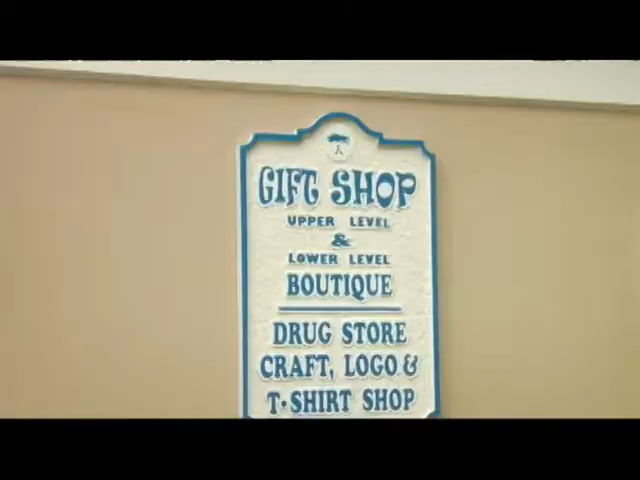 GIFT SHOP
UPPER LEVEL
&
LOWER LEVEL
BOUTIQUE
DRUG STORE
CRAFT, LOGO &
T•SHIRT SHOP